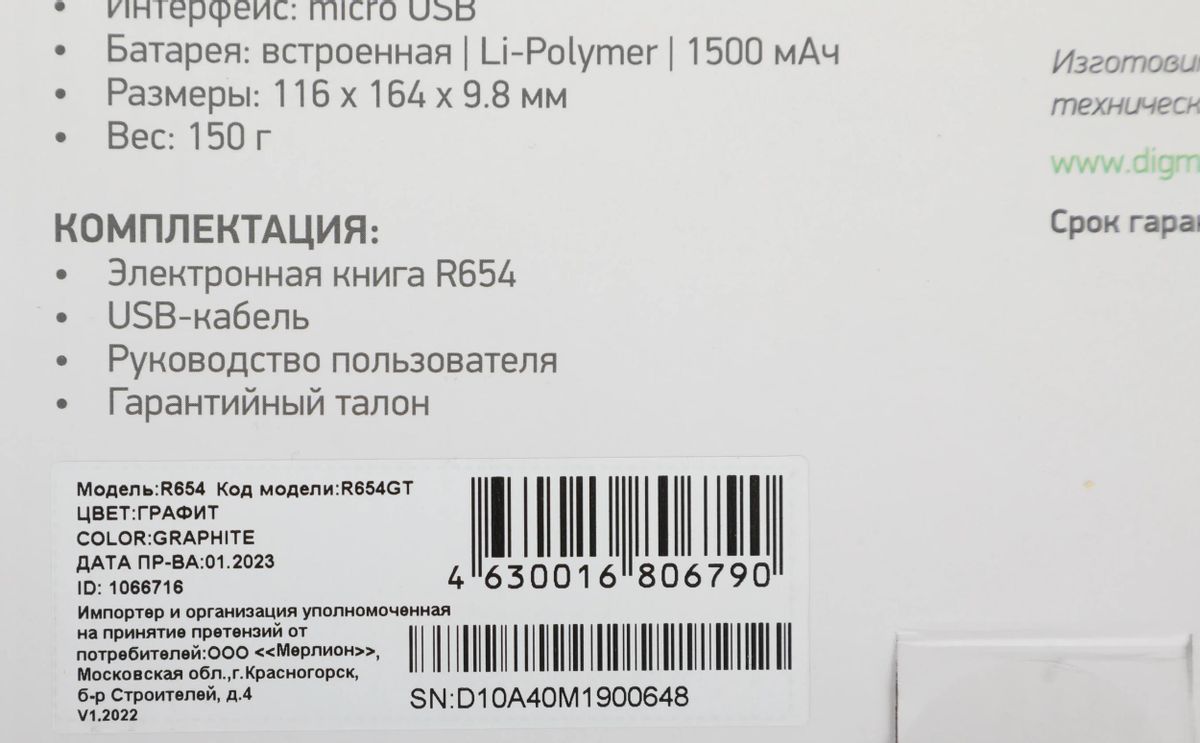 • Интерфейс: micro USB
• Батарея: встроенная | Li-Polymer | 1500 мАч
• Размеры: 116 x 164 x 9.8 мм
• Вес: 150 г
КОМПЛЕКТАЦИЯ:
• Электронная книга R654
• USB-кабель
• Руководство пользователя
• Гарантийный талон
www.digm
Срок
Модель:R654 Код модели:R654GT
ЦВЕТ:ГРАФИТ
COLOR:GRAPHITE
ДАТА ПР-ВА:01.2023
ID: 1066716
Импортер и организация уполномоченная
на принятие претензий от
потребителей:ООО <<Мерлион>>,
Московская обл.,г.Красногорск,
б-р Строителей, д.4
V1.2022
4 630016 806790
SN:D10A40M1900648